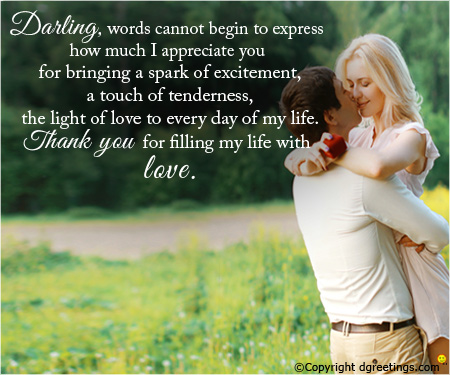 Darling, words cannot begin to express
how much I appreciate you
for bringing a spark of excitement,
a touch of tenderness,
the light of love to every day of my life.
Thank you for filling my life with
love.
©Copyright dgreetings.com